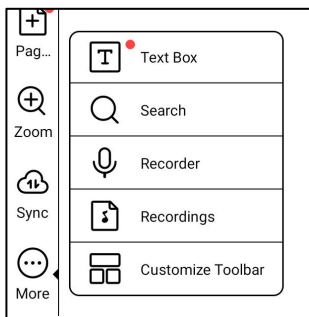 Pag...
Zoom
Sync
More
Text Box
Search
Recorder
Recordings
Customize Toolbar